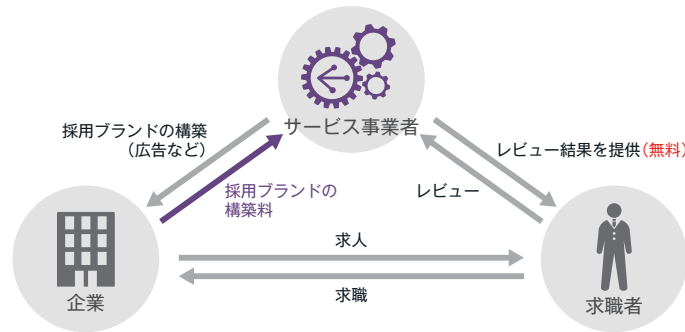 サービス事業者
採用ブランドの構築
（広告など）
レビュー結果を提供(無料)
採用ブランドの
構築料
レビュー
求人
企業
求職
求職者